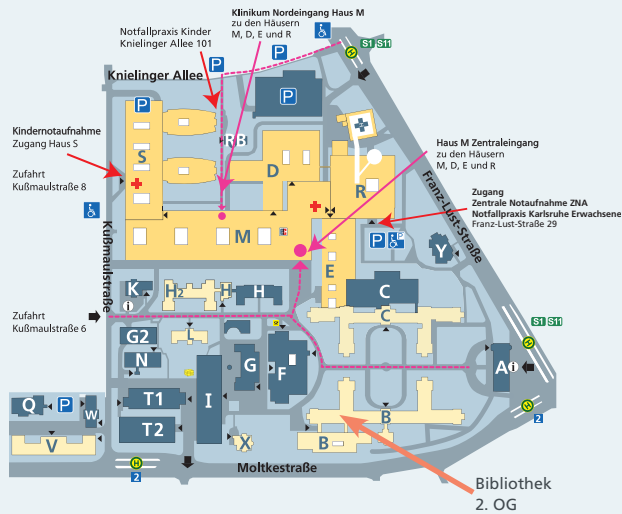 Klinikum Nordeingang Haus M
zu den Häusern
M, D, E und R
Notfallpraxis Kinder
Knielinger Allee 101
S1 S11
H
P
P
Knielinger Allee
P
Kindernotaufnahme
Zugang Haus S
RB
S
D
Haus M Zentraleingang
zu den Häusern
M, D, E und R
Zufahrt
Kußmaulstraße 8
R
Zugang
Zentrale Notaufnahme ZNA
Notfallpraxis Karlsruhe Erwachsene
Franz-Lust-Straße 29
Franz-Lust-Straße
Kußmaulstraße
M
P
P
Y
E
K
i
H2
H
H
C
C
Zufahrt
Kußmaulstraße 6
G2
L
N
G
F
A
i
S1 S11
H
Q
P
W
T1
I
T2
V
X
B
B
H
2
H
2
Moltkestraße
Bibliothek
2. OG